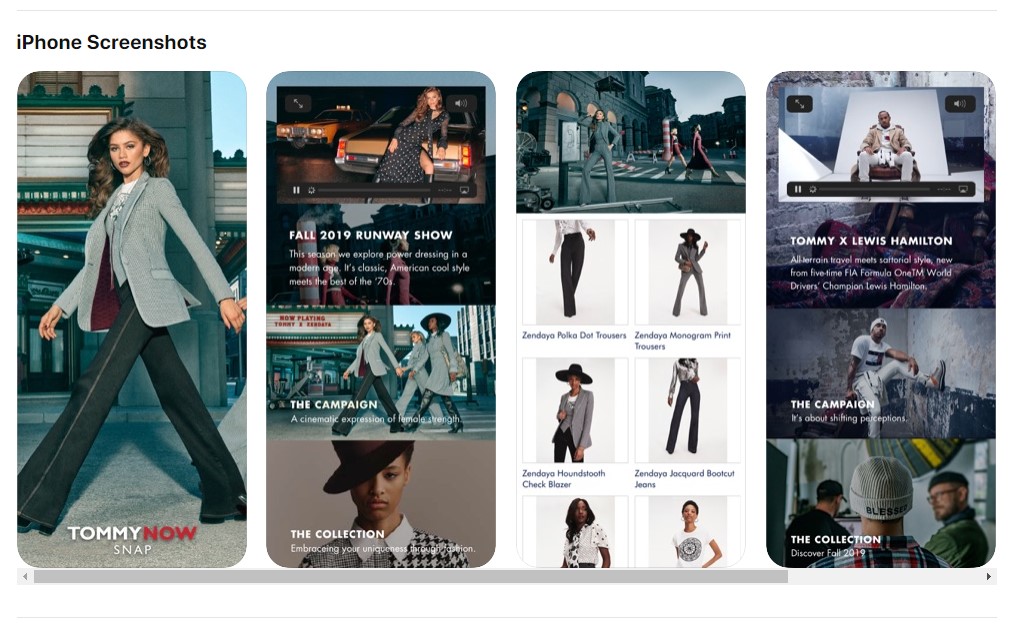 iPhone Screenshots
TOMMYNOW
SNAP
FALL 2019 RUNWAY SHOW
This season we explore power dressing in a
modern age. It's classic, American cool style
meets the best of the '70s.
NOW PLAYING
TOMMY X ZENDAYA
THE CAMPAIGN
A cinematic expression of female strength.
THE COLLECTION
Embraceing your uniqueness through fashion.
Zendaya Polka Dot Trousers
Zendaya Monogram Print
Trousers
Zendaya Houndstooth
Check Blazer
Zendaya Jacquard Bootcut
Jeans
TOMMY X LEWIS HAMILTON
All-terrain travel meets sartorial style, new
from five-time FIA Formula OneTM World
Drivers' Champion Lewis Hamilton.
THE CAMPAIGN
It's about shifting perceptions.
BLESSED
THE COLLECTION
Discover Fall 2019